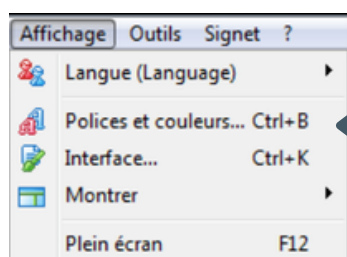 Affichage Outils Signet ?
Langue (Language)
Polices et couleurs... Ctrl+B
Interface... Ctrl+K
Montrer
Plein écran F12